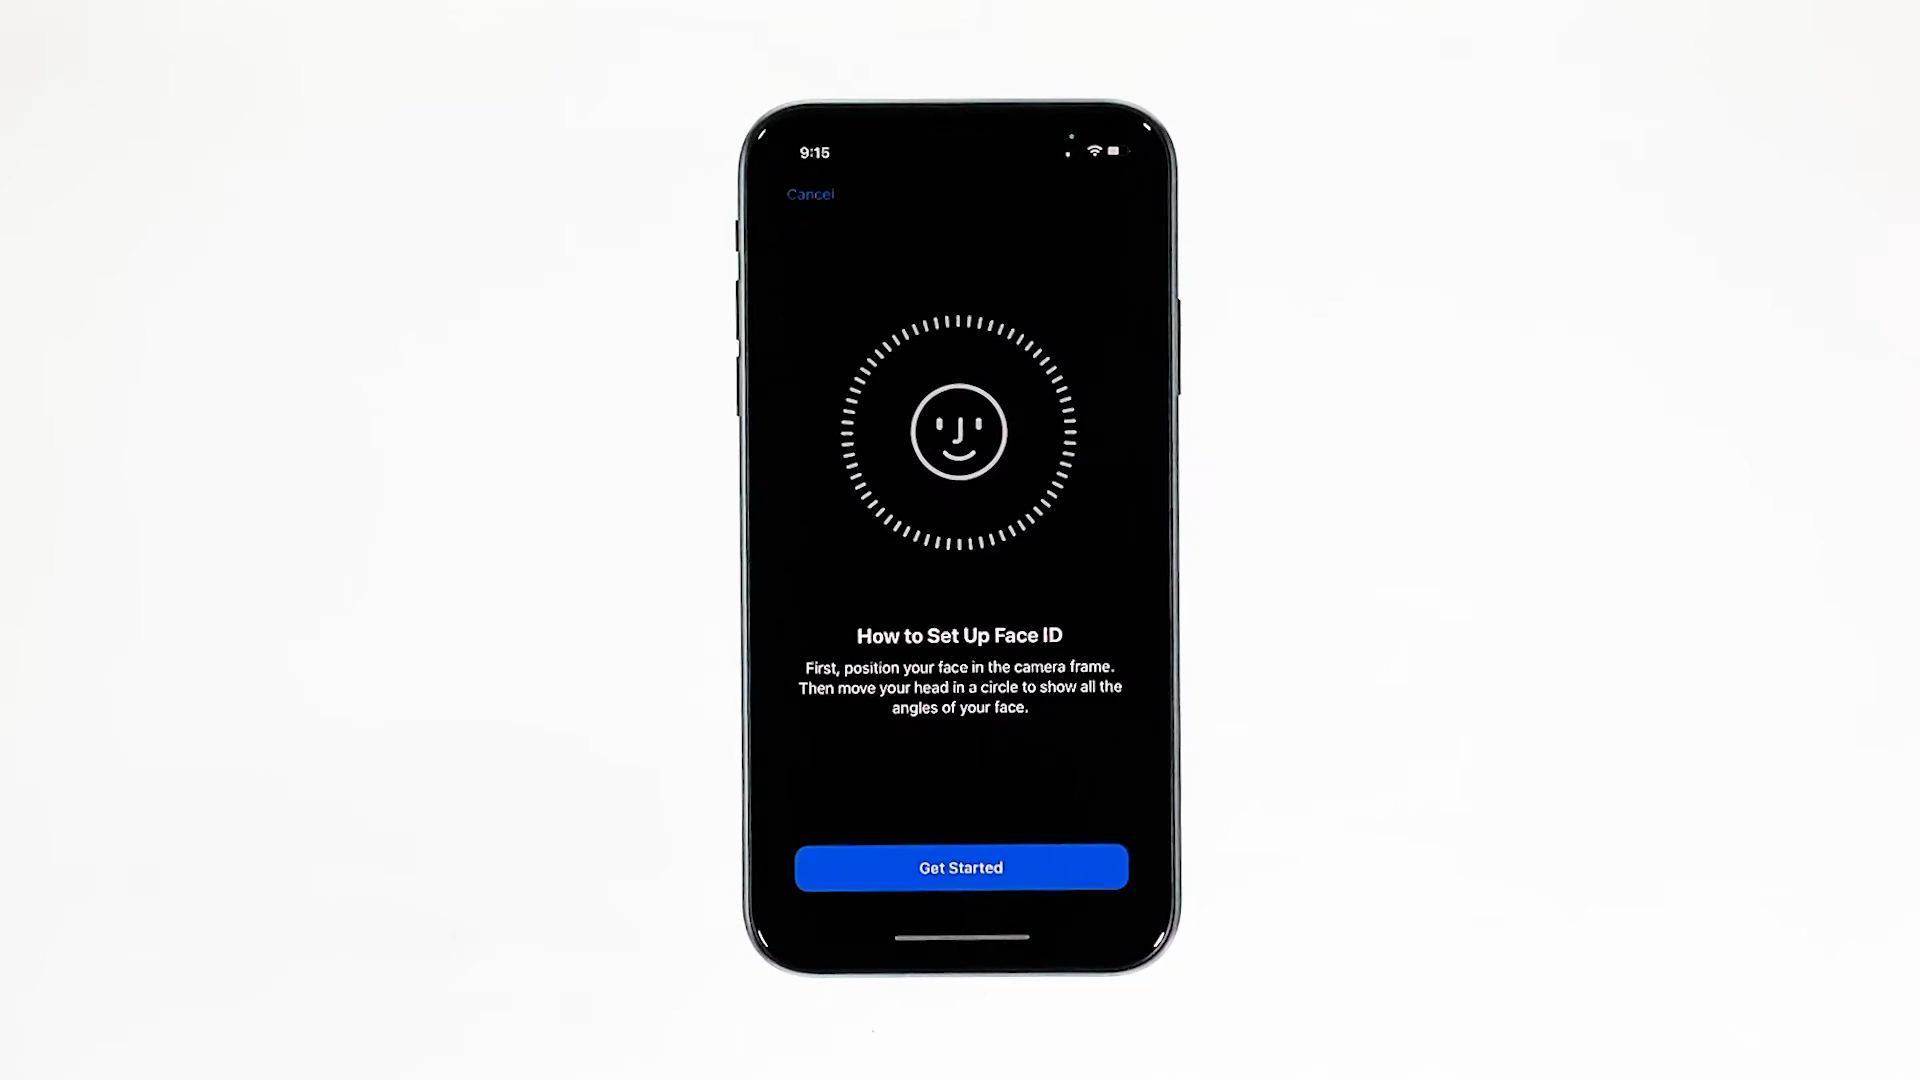 9:15
Cancel
How to Set Up Face ID
First, position your face in the camera frame.
Then move your head in a circle to show all the
angles of your face.
Get Started